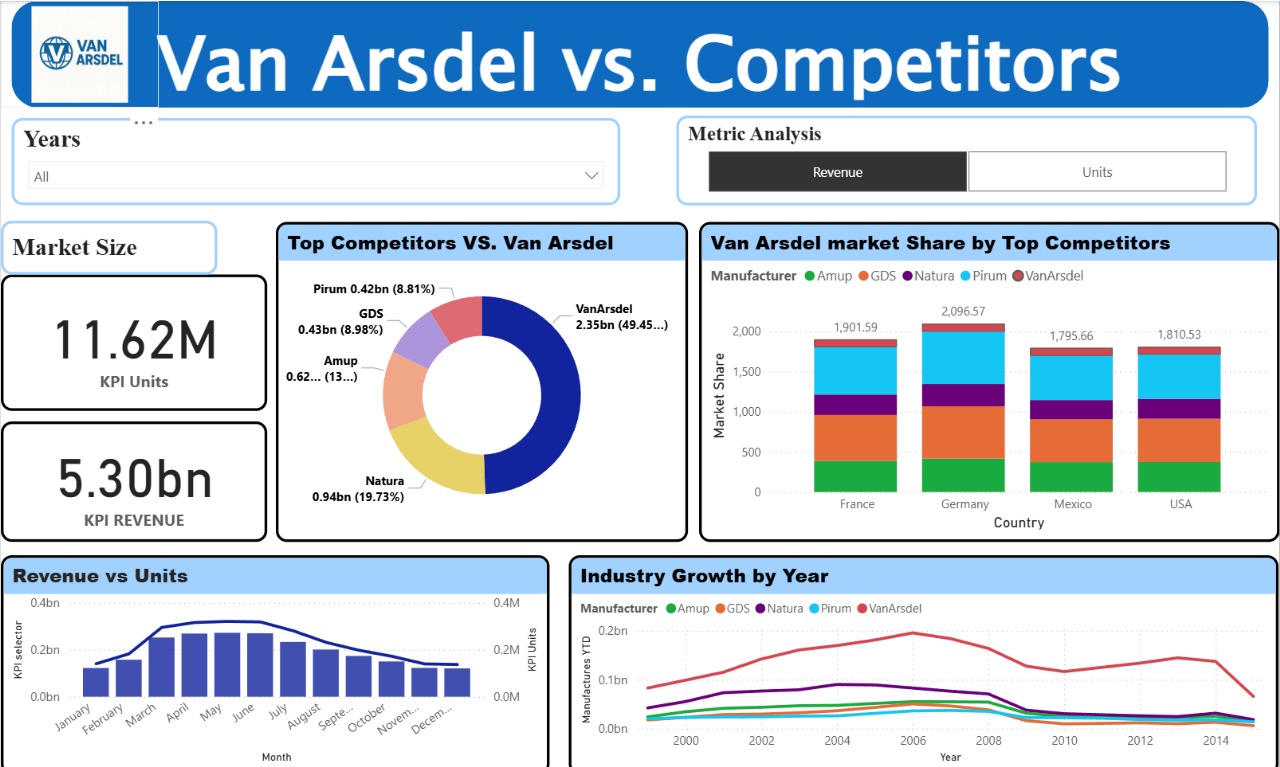 VAN
ARSDEL
Van Arsdel vs. Competitors
...
Years
All
Metric Analysis
Revenue
Units
Market Size
11.62M
KPI Units
5.30bn
KPI REVENUE
Top Competitors VS. Van Arsdel
Pirum 0.42bn (8.81%)
GDS
0.43bn (8.98%)
Amup
0.62... (13...)
Natura
0.94bn (19.73%)
VanArsdel
2.35bn (49.45...)
Van Arsdel market Share by Top Competitors
Manufacturer Amup GDS Natura Pirum VanArsdel
Market Share
2,000
1,500
1,000
500
0
1,901.59
2,096.57
1,795.66
1,810.53
France Germany Mexico USA
Country
Revenue vs Units
KPI selector
0.4bn
0.2bn
0.0bn
0.4M
0.2M
0.0M
KPI Units
January February March April May June July August Septe... October Novem... Decem...
Month
Industry Growth by Year
Manufacturer Amup GDS Natura Pirum VanArsdel
Manufactures YTD
0.2bn
0.1bn
0.0bn
2000 2002 2004 2006 2008 2010 2012 2014
Year